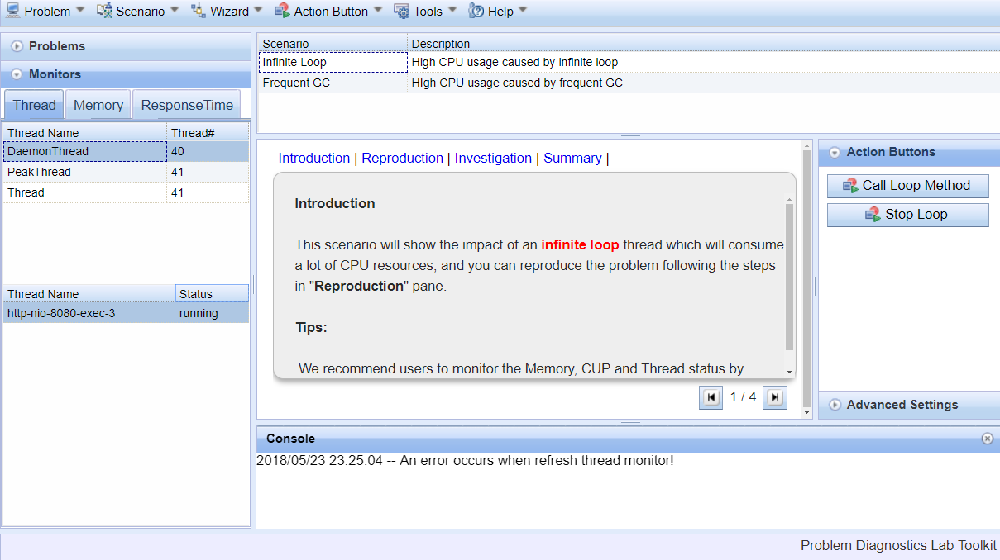 Problem Scenario Wizard Action Button Tools Help
Problems
Monitors
Thread Memory ResponseTime
Thread Name Thread#
DaemonThread 40
PeakThread 41
Thread 41
Thread Name Status
http-nio-8080-exec-3 running
Scenario Description
Infinite Loop High CPU usage caused by infinite loop
Frequent GC HIgh CPU usage caused by frequent GC
Introduction | Reproduction | Investigation | Summary |
Introduction
This scenario will show the impact of an infinite loop thread which will consume
a lot of CPU resources, and you can reproduce the problem following the steps
in "Reproduction" pane.
Tips:
We recommend users to monitor the Memory, CUP and Thread status by
1 / 4
Action Buttons
Call Loop Method
Stop Loop
Advanced Settings
Console
2018/05/23 23:25:04 -- An error occurs when refresh thread monitor!
Problem Diagnostics Lab Toolkit